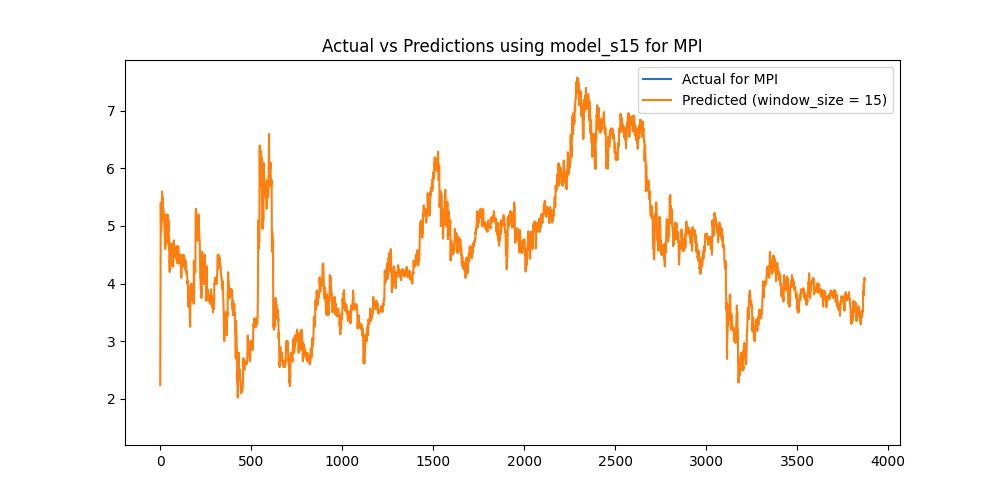 Actual vs Predictions using model_s15 for MPI
Actual for MPI
Predicted (window_size = 15)
7
6
5
4
3
2
0 500 1000 1500 2000 2500 3000 3500 4000